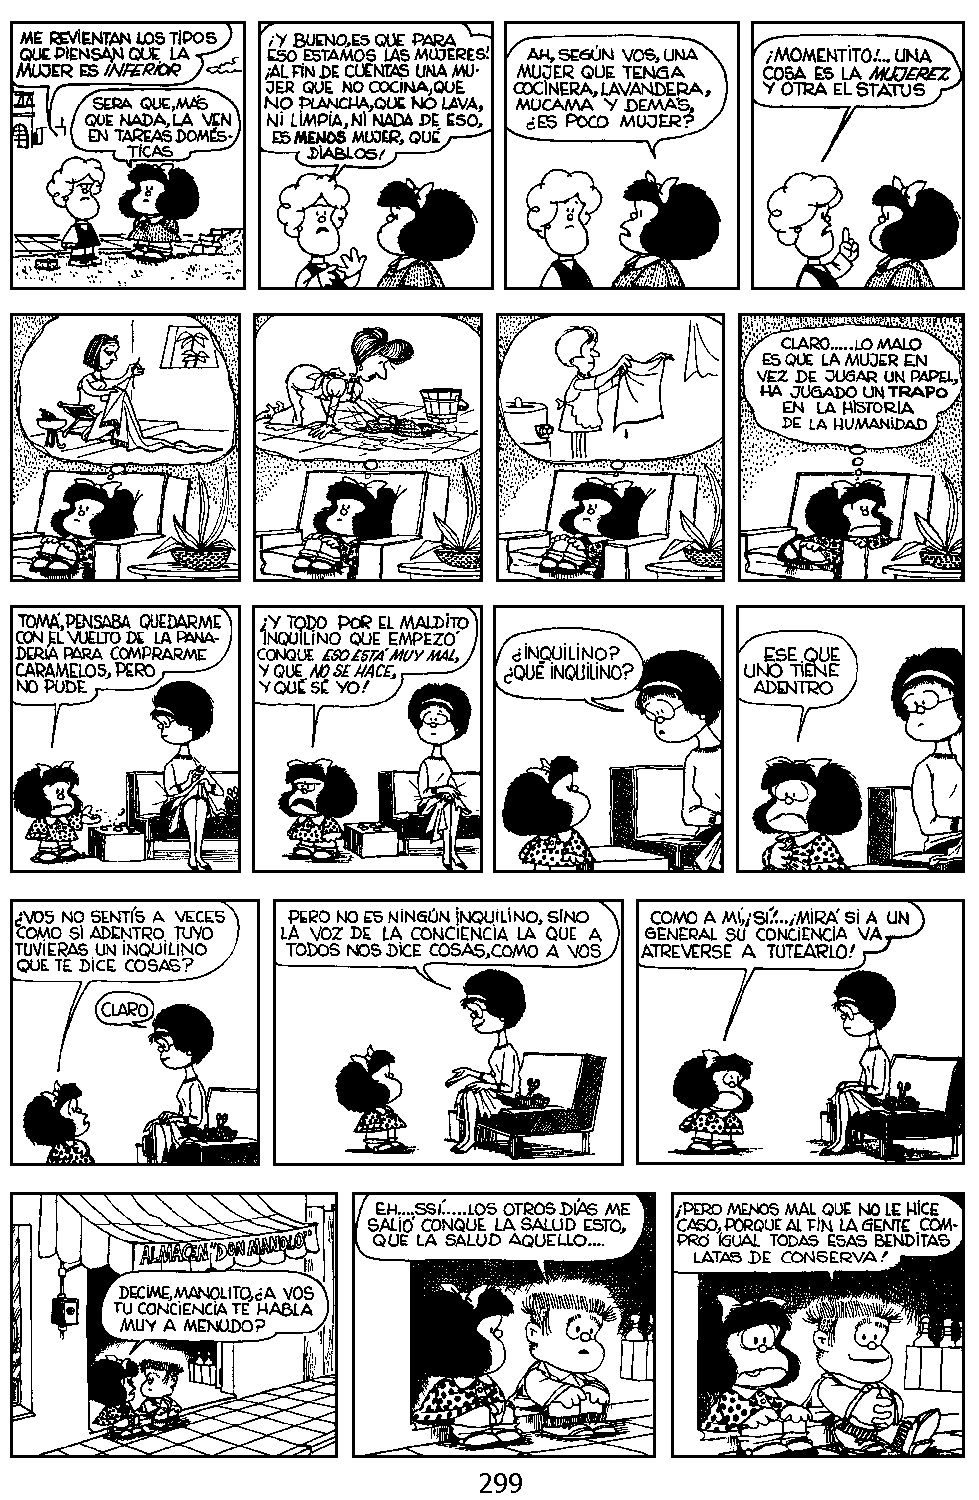 ME REVIENTAN LOS TIPOS
QUE PIENSAN QUE LA
MUJER ES INFERIOR
SERA QUE, MÁS
QUE NADA, LA VEN
EN TAREAS DOMÉS-
TICAS
¡Y BUENO, ES QUE PARA
ESO ESTAMOS LAS MUJERES!
¡AL FIN DE CUENTAS UNA MU-
JER QUE NO COCINA, QUE
NO PLANCHA, QUE NO LAVA,
NI LIMPIA, NI NADA DE ESO,
ES MENOS MUJER, QUÉ
DIABLOS!
AH, SEGÚN VOS, UNA
MUJER QUE TENGA
COCINERA, LAVANDERA,
MUCAMA Y DEMÁS,
¿ES POCO MUJER?
¡MOMENTITO!... UNA
COSA ES LA MUJEREZ
Y OTRA EL STATUS
CLARO.....LO MALO
ES QUE LA MUJER EN
VEZ DE JUGAR UN PAPEL,
HA JUGADO UN TRAPO
EN LA HISTORIA
DE LA HUMANIDAD
TOMÁ, PENSABA QUEDARME
CON EL VUELTO DE LA PANA-
DERÍA PARA COMPRARME
CARAMELOS, PERO
NO PUDE
¡Y TODO POR EL MALDITO
INQUILINO QUE EMPEZÓ
CONQUE ESO ESTÁ MUY MAL,
Y QUE NO SE HACE,
Y QUÉ SÉ YO!
¿INQUILINO?
¿QUÉ INQUILINO?
ESE QUE
UNO TIENE
ADENTRO
¿VOS NO SENTÍS A VECES
COMO SI ADENTRO TUYO
TUVIERAS UN INQUILINO
QUE TE DICE COSAS?
CLARO
PERO NO ES NINGÚN INQUILINO, SINO
LA VOZ DE LA CONCIENCIA LA QUE A
TODOS NOS DICE COSAS, COMO A VOS
COMO A MÍ, ¡SÍ!...¡MIRÁ SI A UN
GENERAL SU CONCIENCIA VA A
ATREVERSE A TUTEARLO!
ALMACÉN "DON MANOLO"
DECIME, MANOLITO, ¿A VOS
TU CONCIENCIA TE HABLA
MUY A MENUDO?
EH....SSÍ.....LOS OTROS DÍAS ME
SALIÓ CONQUE LA SALUD ESTO,
QUE LA SALUD AQUELLO....
¡PERO MENOS MAL QUE NO LE HICE
CASO, PORQUE AL FIN LA GENTE COM-
PRÓ IGUAL TODAS ESAS BENDITAS
LATAS DE CONSERVA!
299